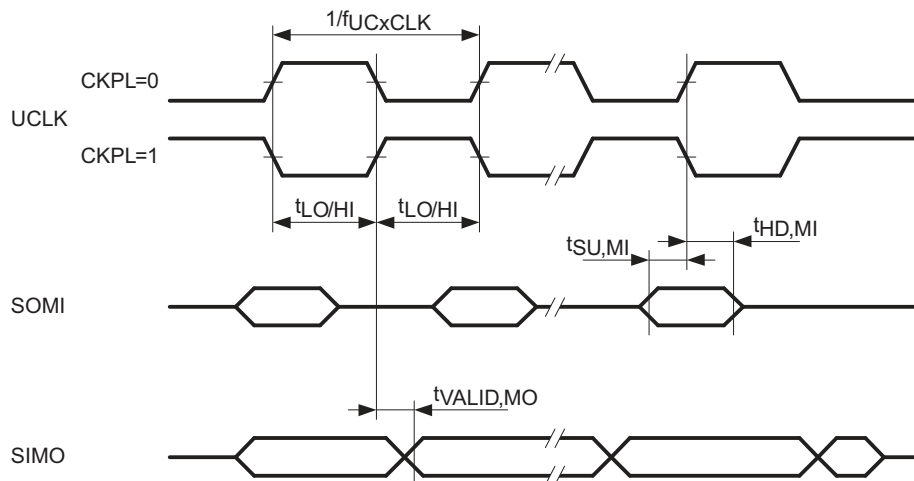 1/fUCxCLK
CKPL=0
UCLK
CKPL=1
tLO/HI tLO/HI
tSU,MI
tHD,MI
SOMI
tVALID,MO
SIMO